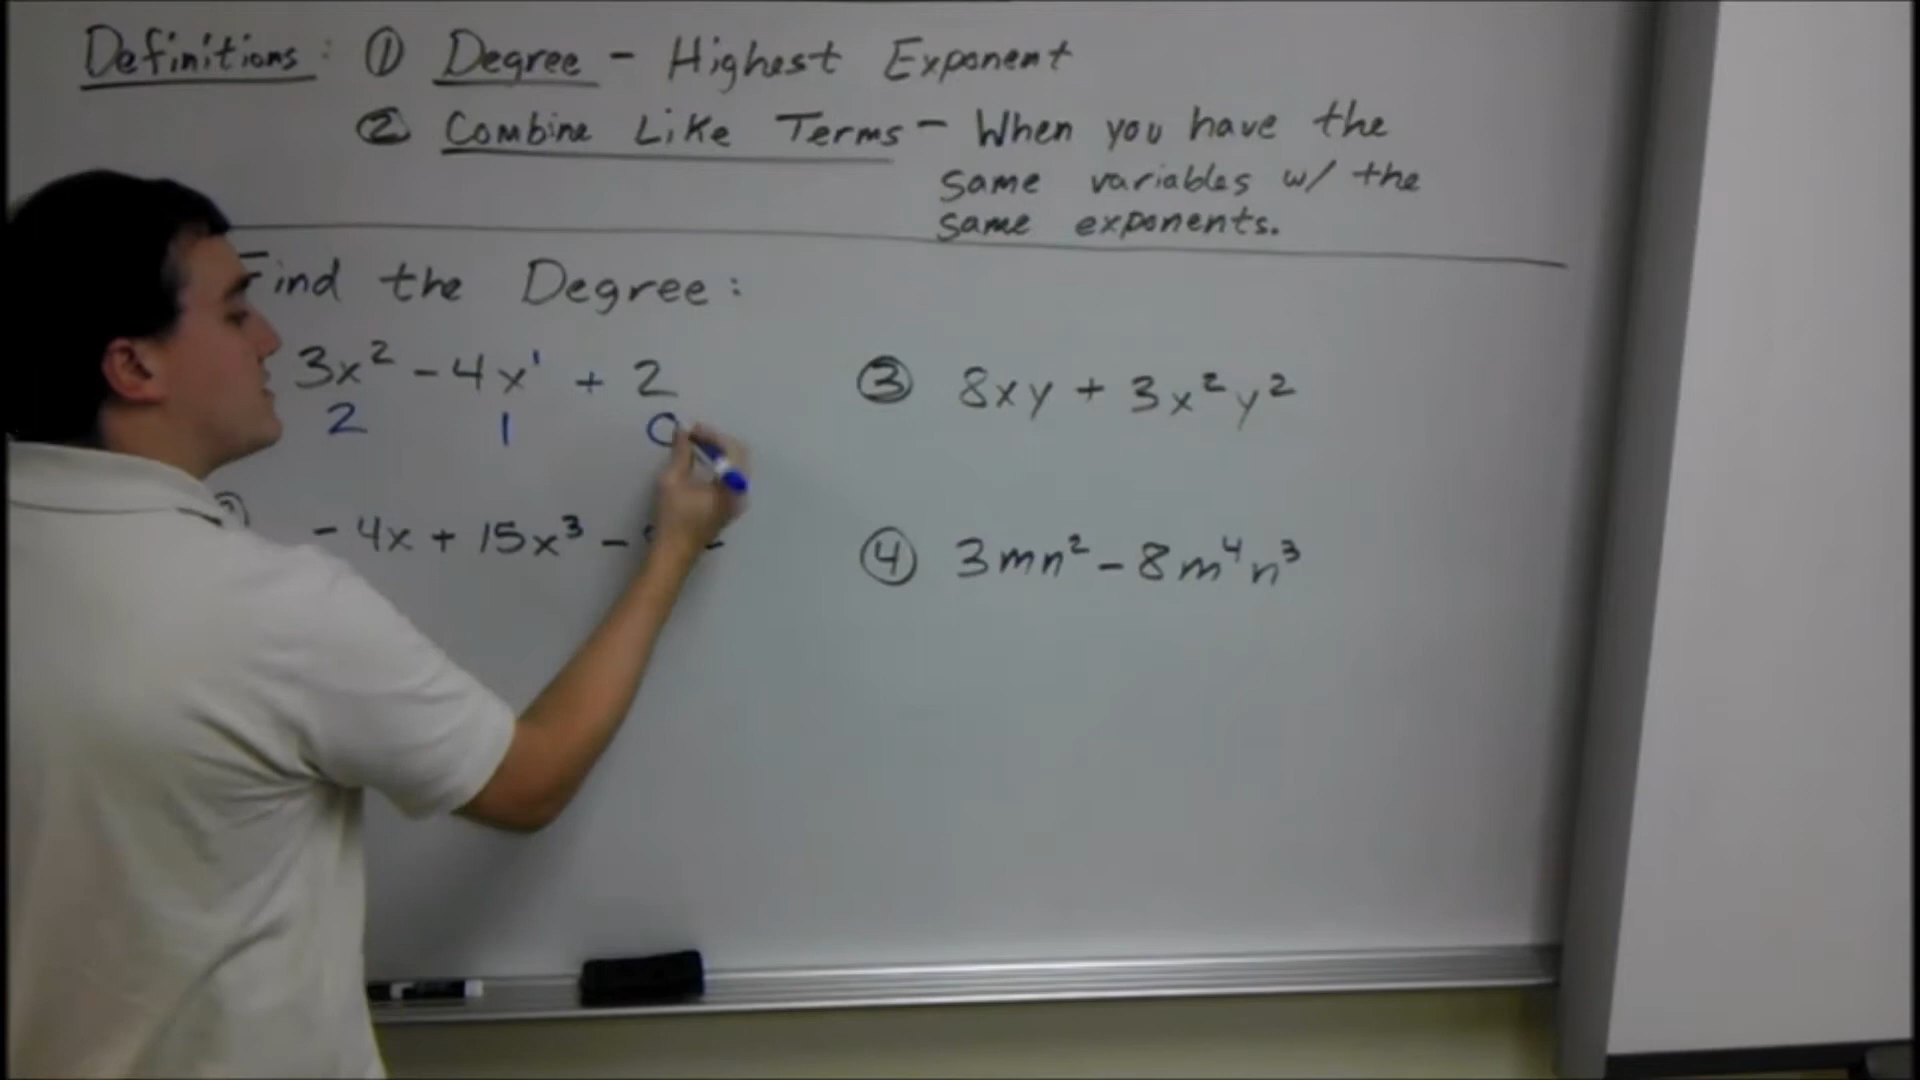 Definitions: ① Degree - Highest Exponent
② Combine Like Terms - When you have the
same variables w/ the
same exponents.
Find the Degree:
3x² - 4x¹ + 2
2 1 0
③ 8xy + 3x²y²
- 4x + 15x³ -
④ 3mn² - 8m⁴n³